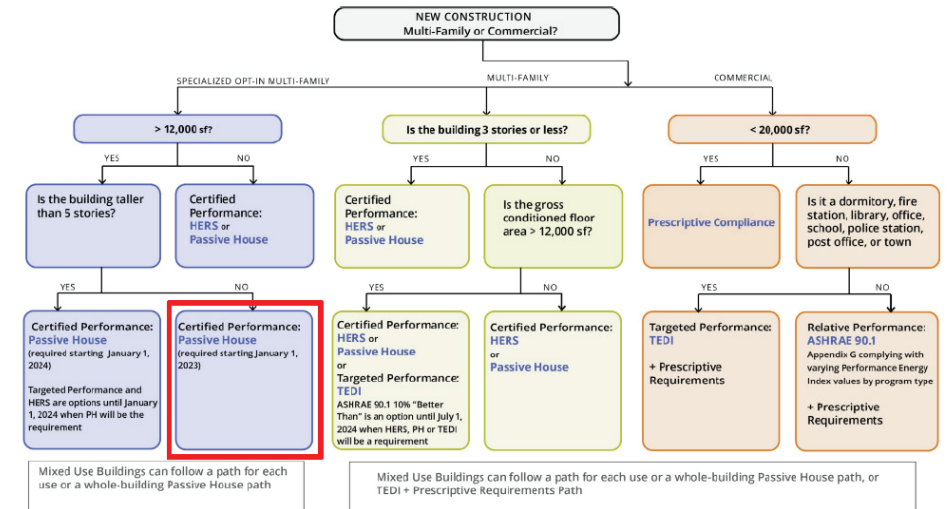 NEW CONSTRUCTION
Multi-Family or Commercial?
SPECIALIZED OPT-IN MULTI-FAMILY
MULTI-FAMILY
COMMERCIAL
> 12,000 sf?
Is the building 3 stories or less?
< 20,000 sf?
YES
NO
YES
NO
YES
NO
Is the building taller
than 5 stories?
Certified
Performance:
HERS or
Passive House
Certified
Performance:
HERS or
Passive House
Is the gross
conditioned floor
area > 12,000 sf?
Prescriptive Compliance
Is it a dormitory, fire
station, library, office,
school, police station,
post office, or town
YES
NO
YES
NO
YES
NO
Certified Performance:
Passive House
(required starting January 1,
2024)
Targeted Performance and
HERS are options until January
1, 2024 when PH will be the
requirement
Certified Performance:
Passive House
(required starting January 1,
2023)
Certified Performance:
HERS or
Passive House
or
Targeted Performance:
TEDI
ASHRAE 90.1 10% “Better
Than” is an option until July 1,
2024 when HERS, PH or TEDI
will be a requirement
Certified Performance:
HERS
or
Passive House
Targeted Performance:
TEDI
+ Prescriptive
Requirements
Relative Performance:
ASHRAE 90.1
Appendix G complying with
varying Performance Energy
Index values by program type
+ Prescriptive
Requirements
Mixed Use Buildings can follow a path for each
use or a whole-building Passive House path
Mixed Use Buildings can follow a path for each use or a whole-building Passive House path, or
TEDI + Prescriptive Requirements Path